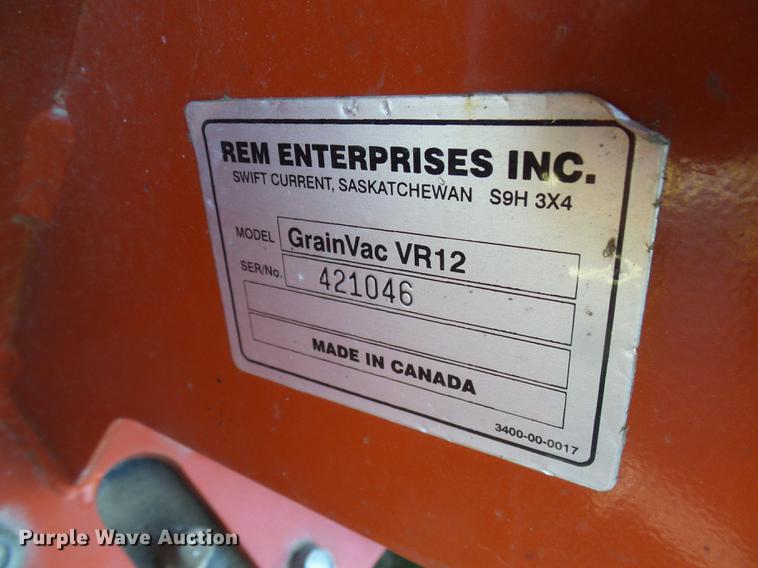 REM ENTERPRISES INC.
SWIFT CURRENT, SASKATCHEWAN S9H 3X4
MODEL GrainVac VR12
SER/No. 421046
MADE IN CANADA
3400-00-0017
Purple Wave Auction